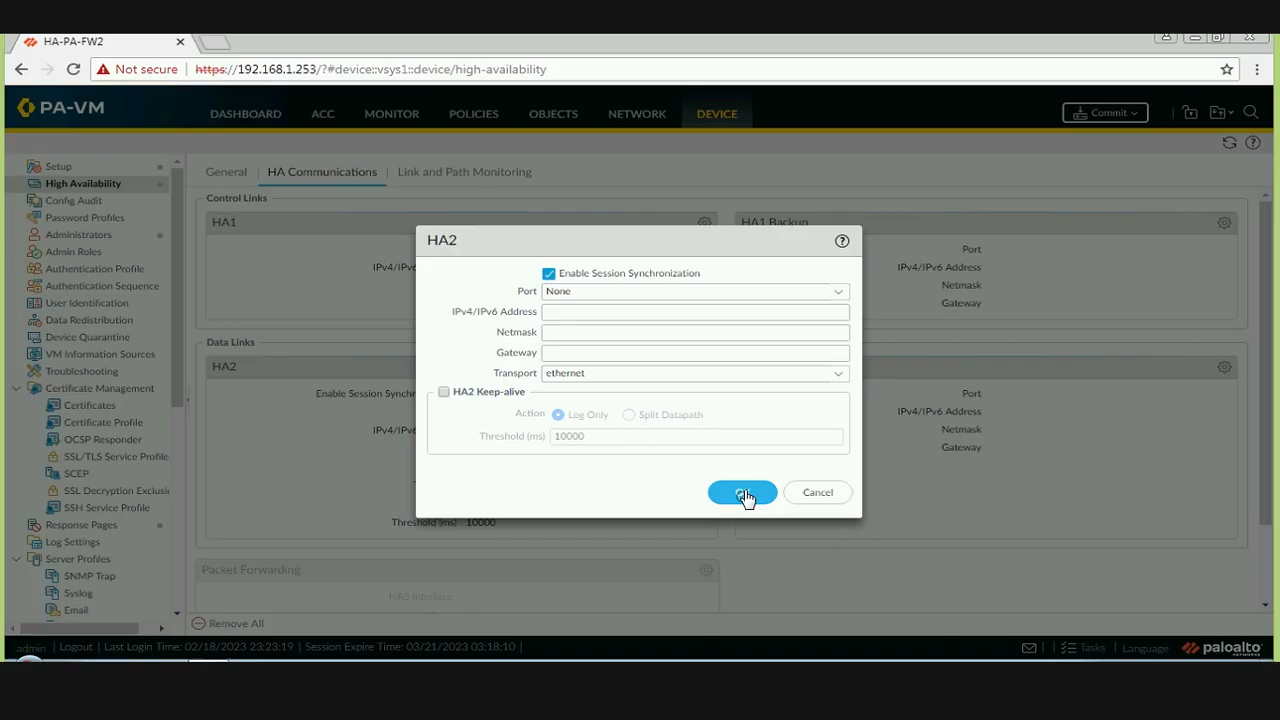 HA-PA-FW2
Not secure
https://192.168.1.253/?#device::vsys1::device/high-availability
PA-VM
DASHBOARD
ACC
MONITOR
POLICIES
OBJECTS
NETWORK
DEVICE
Commit
Setup
High Availability
Config Audit
Password Profiles
Administrators
Admin Roles
Authentication Profile
Authentication Sequence
User Identification
Data Redistribution
Device Quarantine
VM Information Sources
Troubleshooting
Certificate Management
Certificates
Certificate Profile
OCSP Responder
SSL/TLS Service Profile
SCEP
SSL Decryption Exclusi
SSH Service Profile
Response Pages
Log Settings
Server Profiles
SNMP Trap
Syslog
Email
General
HA Communications
Link and Path Monitoring
Control Links
HA1
IPv4/IPv6
HA1 Backup
Port
IPv4/IPv6 Address
Netmask
Gateway
Data Links
HA2
Enable Session Synchr
IPv4/IPv6
Threshold (ms) 10000
Port
IPv4/IPv6 Address
Netmask
Gateway
Packet Forwarding
HA3 Interface
Remove All
HA2
Enable Session Synchronization
Port None
IPv4/IPv6 Address
Netmask
Gateway
Transport ethernet
HA2 Keep-alive
Action Log Only Split Datapath
Threshold (ms) 10000
Cancel
admin | Logout | Last Login Time: 02/18/2023 23:23:19 | Session Expire Time: 03/21/2023 03:18:10 |
Tasks | Language
paloalto
NETWORKS